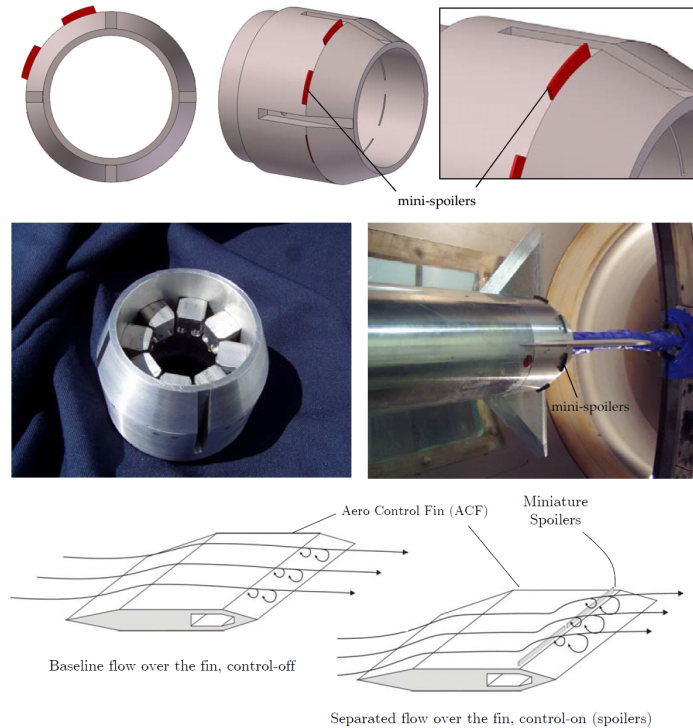 mini-spoilers
mini-spoilers
Aero Control Fin (ACF)
Miniature
Spoilers
Baseline flow over the fin, control-off
Separated flow over the fin, control-on (spoilers)